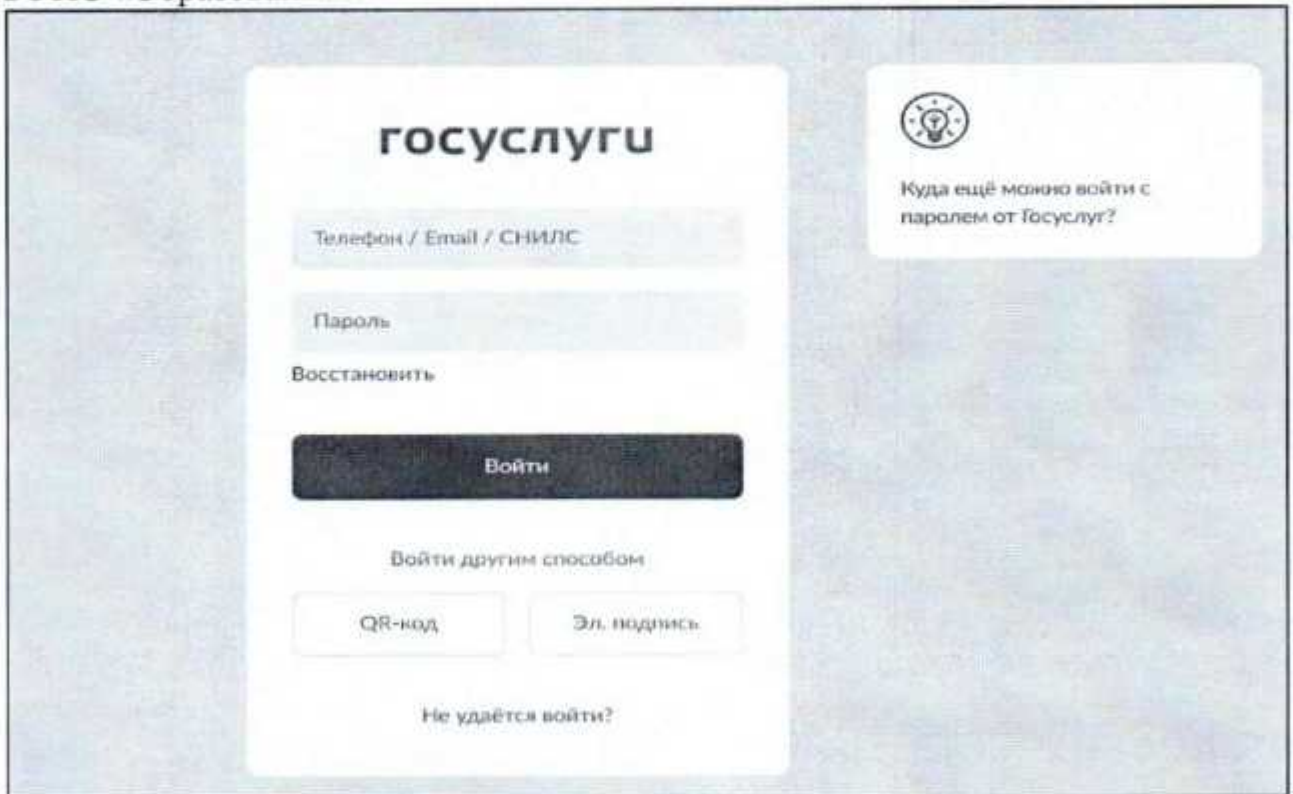 госуслуги
Телефон / Email / СНИЛС
Пароль
Восстановить
Войти
Войти другим способом
QR-код
Эл. подпись
Не удаётся войти?
Куда ещё можно войти с
паролем от Госуслуг?